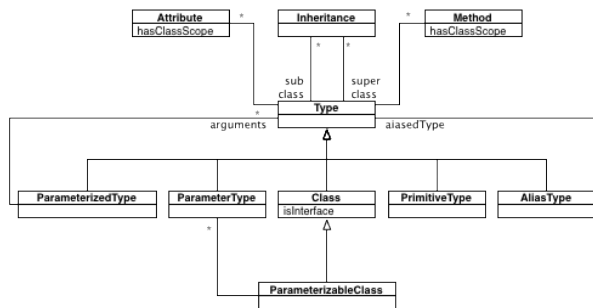 Attribute
hasClassScope
*
Inheritance
*
*
Method
hasClassScope
*
sub
class
super
class
Type
*
arguments
aiasedType
ParameterizedType
ParameterType
Class
isInterface
PrimitiveType
AliasType
*
ParameterizableClass